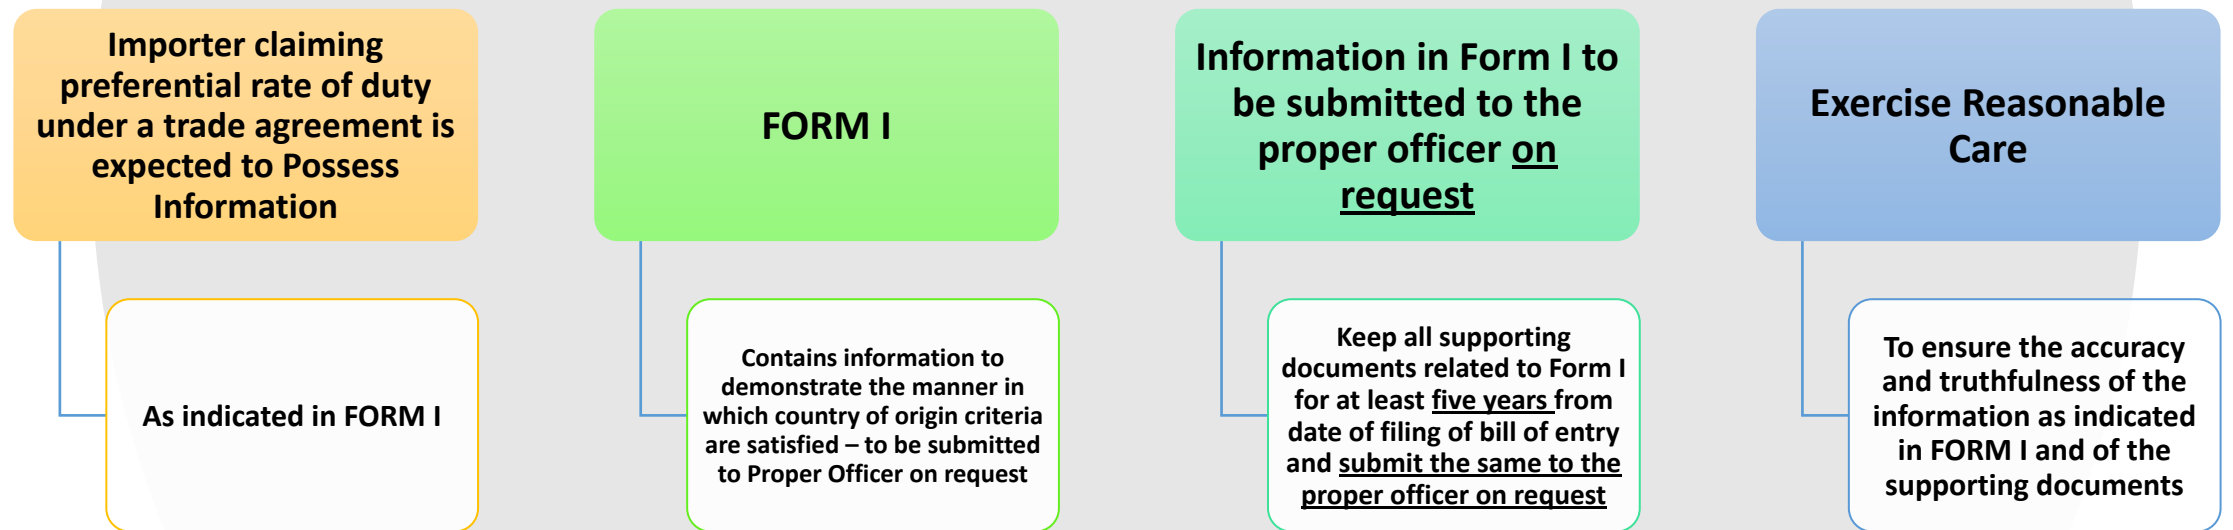 Importer claiming
preferential rate of duty
under a trade agreement is
expected to Possess
Information
As indicated in FORM I
FORM I
Contains information to
demonstrate the manner in
which country of origin criteria
are satisfied – to be submitted
to Proper Officer on request
Information in Form I to
be submitted to the
proper officer on
request
Keep all supporting
documents related to Form I
for at least five years from
date of filing of bill of entry
and submit the same to the
proper officer on request
Exercise Reasonable
Care
To ensure the accuracy
and truthfulness of the
information as indicated
in FORM I and of the
supporting documents